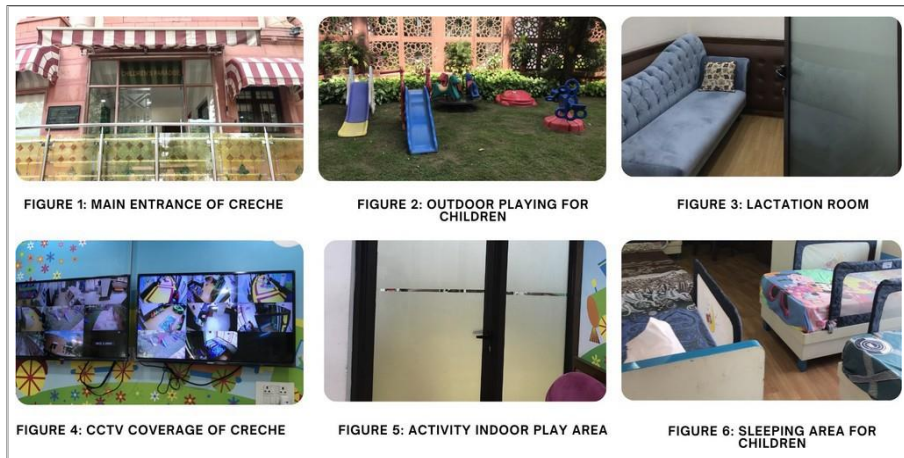 FIGURE 1: MAIN ENTRANCE OF CRECHE
FIGURE 2: OUTDOOR PLAYING FOR
CHILDREN
FIGURE 3: LACTATION ROOM
FIGURE 4: CCTV COVERAGE OF CRECHE
FIGURE 5: ACTIVITY INDOOR PLAY AREA
FIGURE 6: SLEEPING AREA FOR
CHILDREN